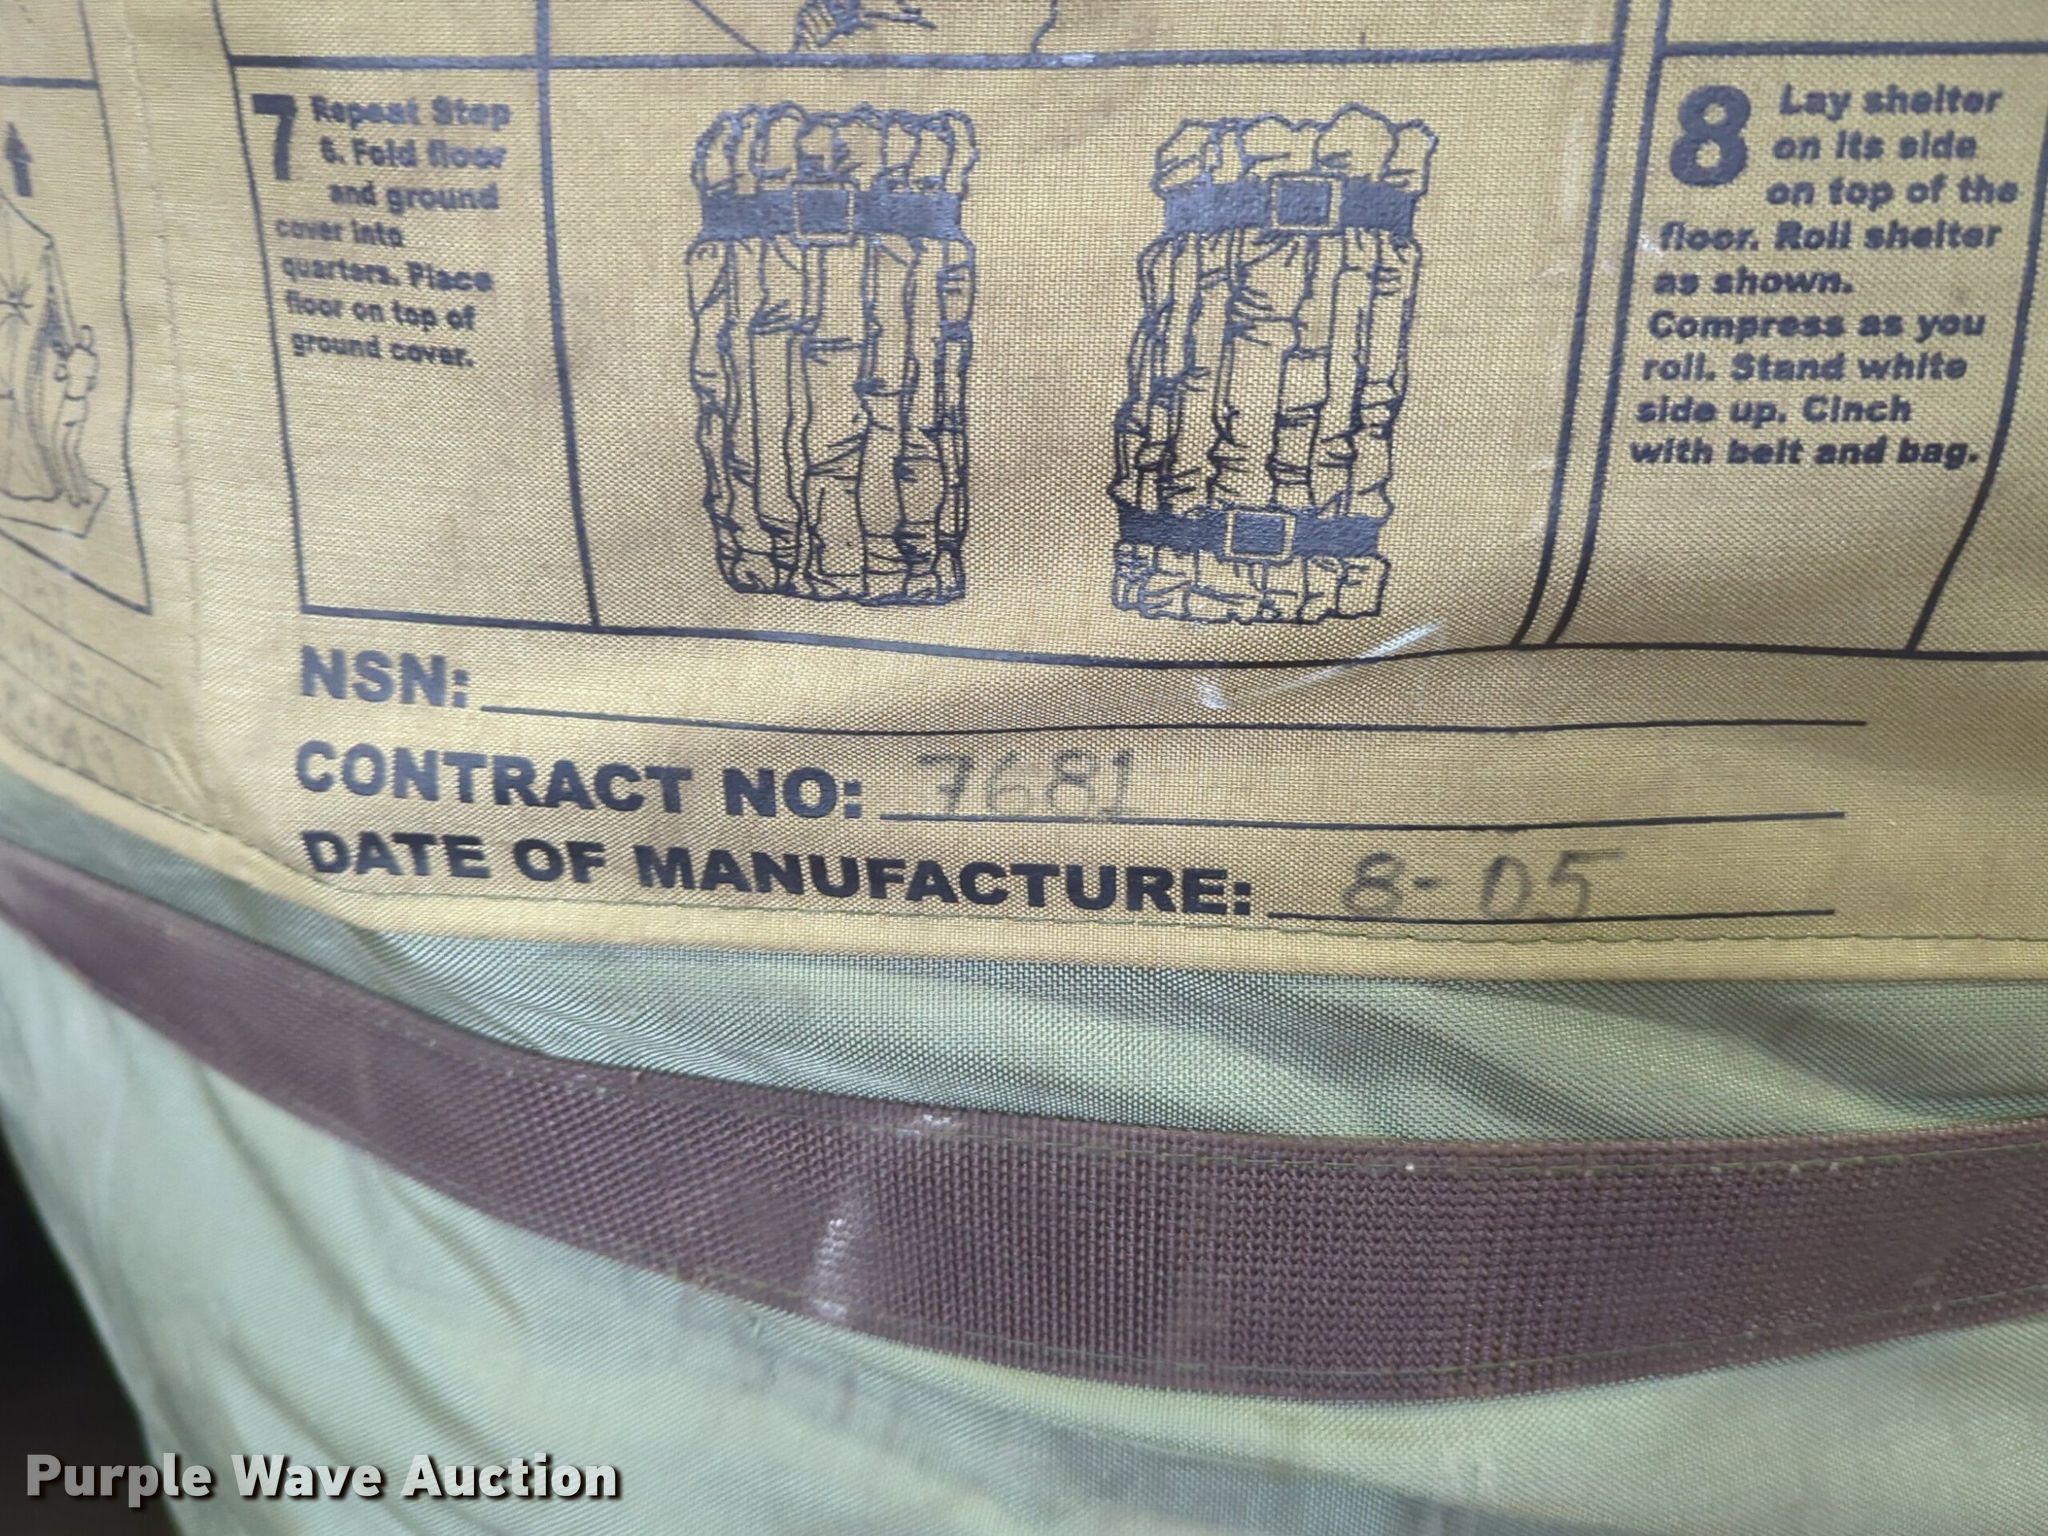 7 Repeat Step
6. Fold floor
and ground
cover into
quarters. Place
floor on top of
ground cover.
8 Lay shelter
on its side
on top of the
floor. Roll shelter
as shown.
Compress as you
roll. Stand white
side up. Cinch
with belt and bag.
NSN:
CONTRACT NO: 7681
DATE OF MANUFACTURE: 8-05
Purple Wave Auction